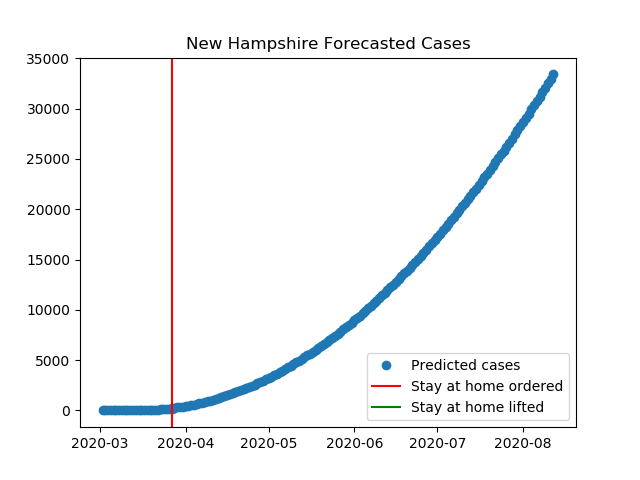 New Hampshire Forecasted Cases
35000
30000
25000
20000
15000
10000
5000
0
Predicted cases
Stay at home ordered
Stay at home lifted
2020-03 2020-04 2020-05 2020-06 2020-07 2020-08